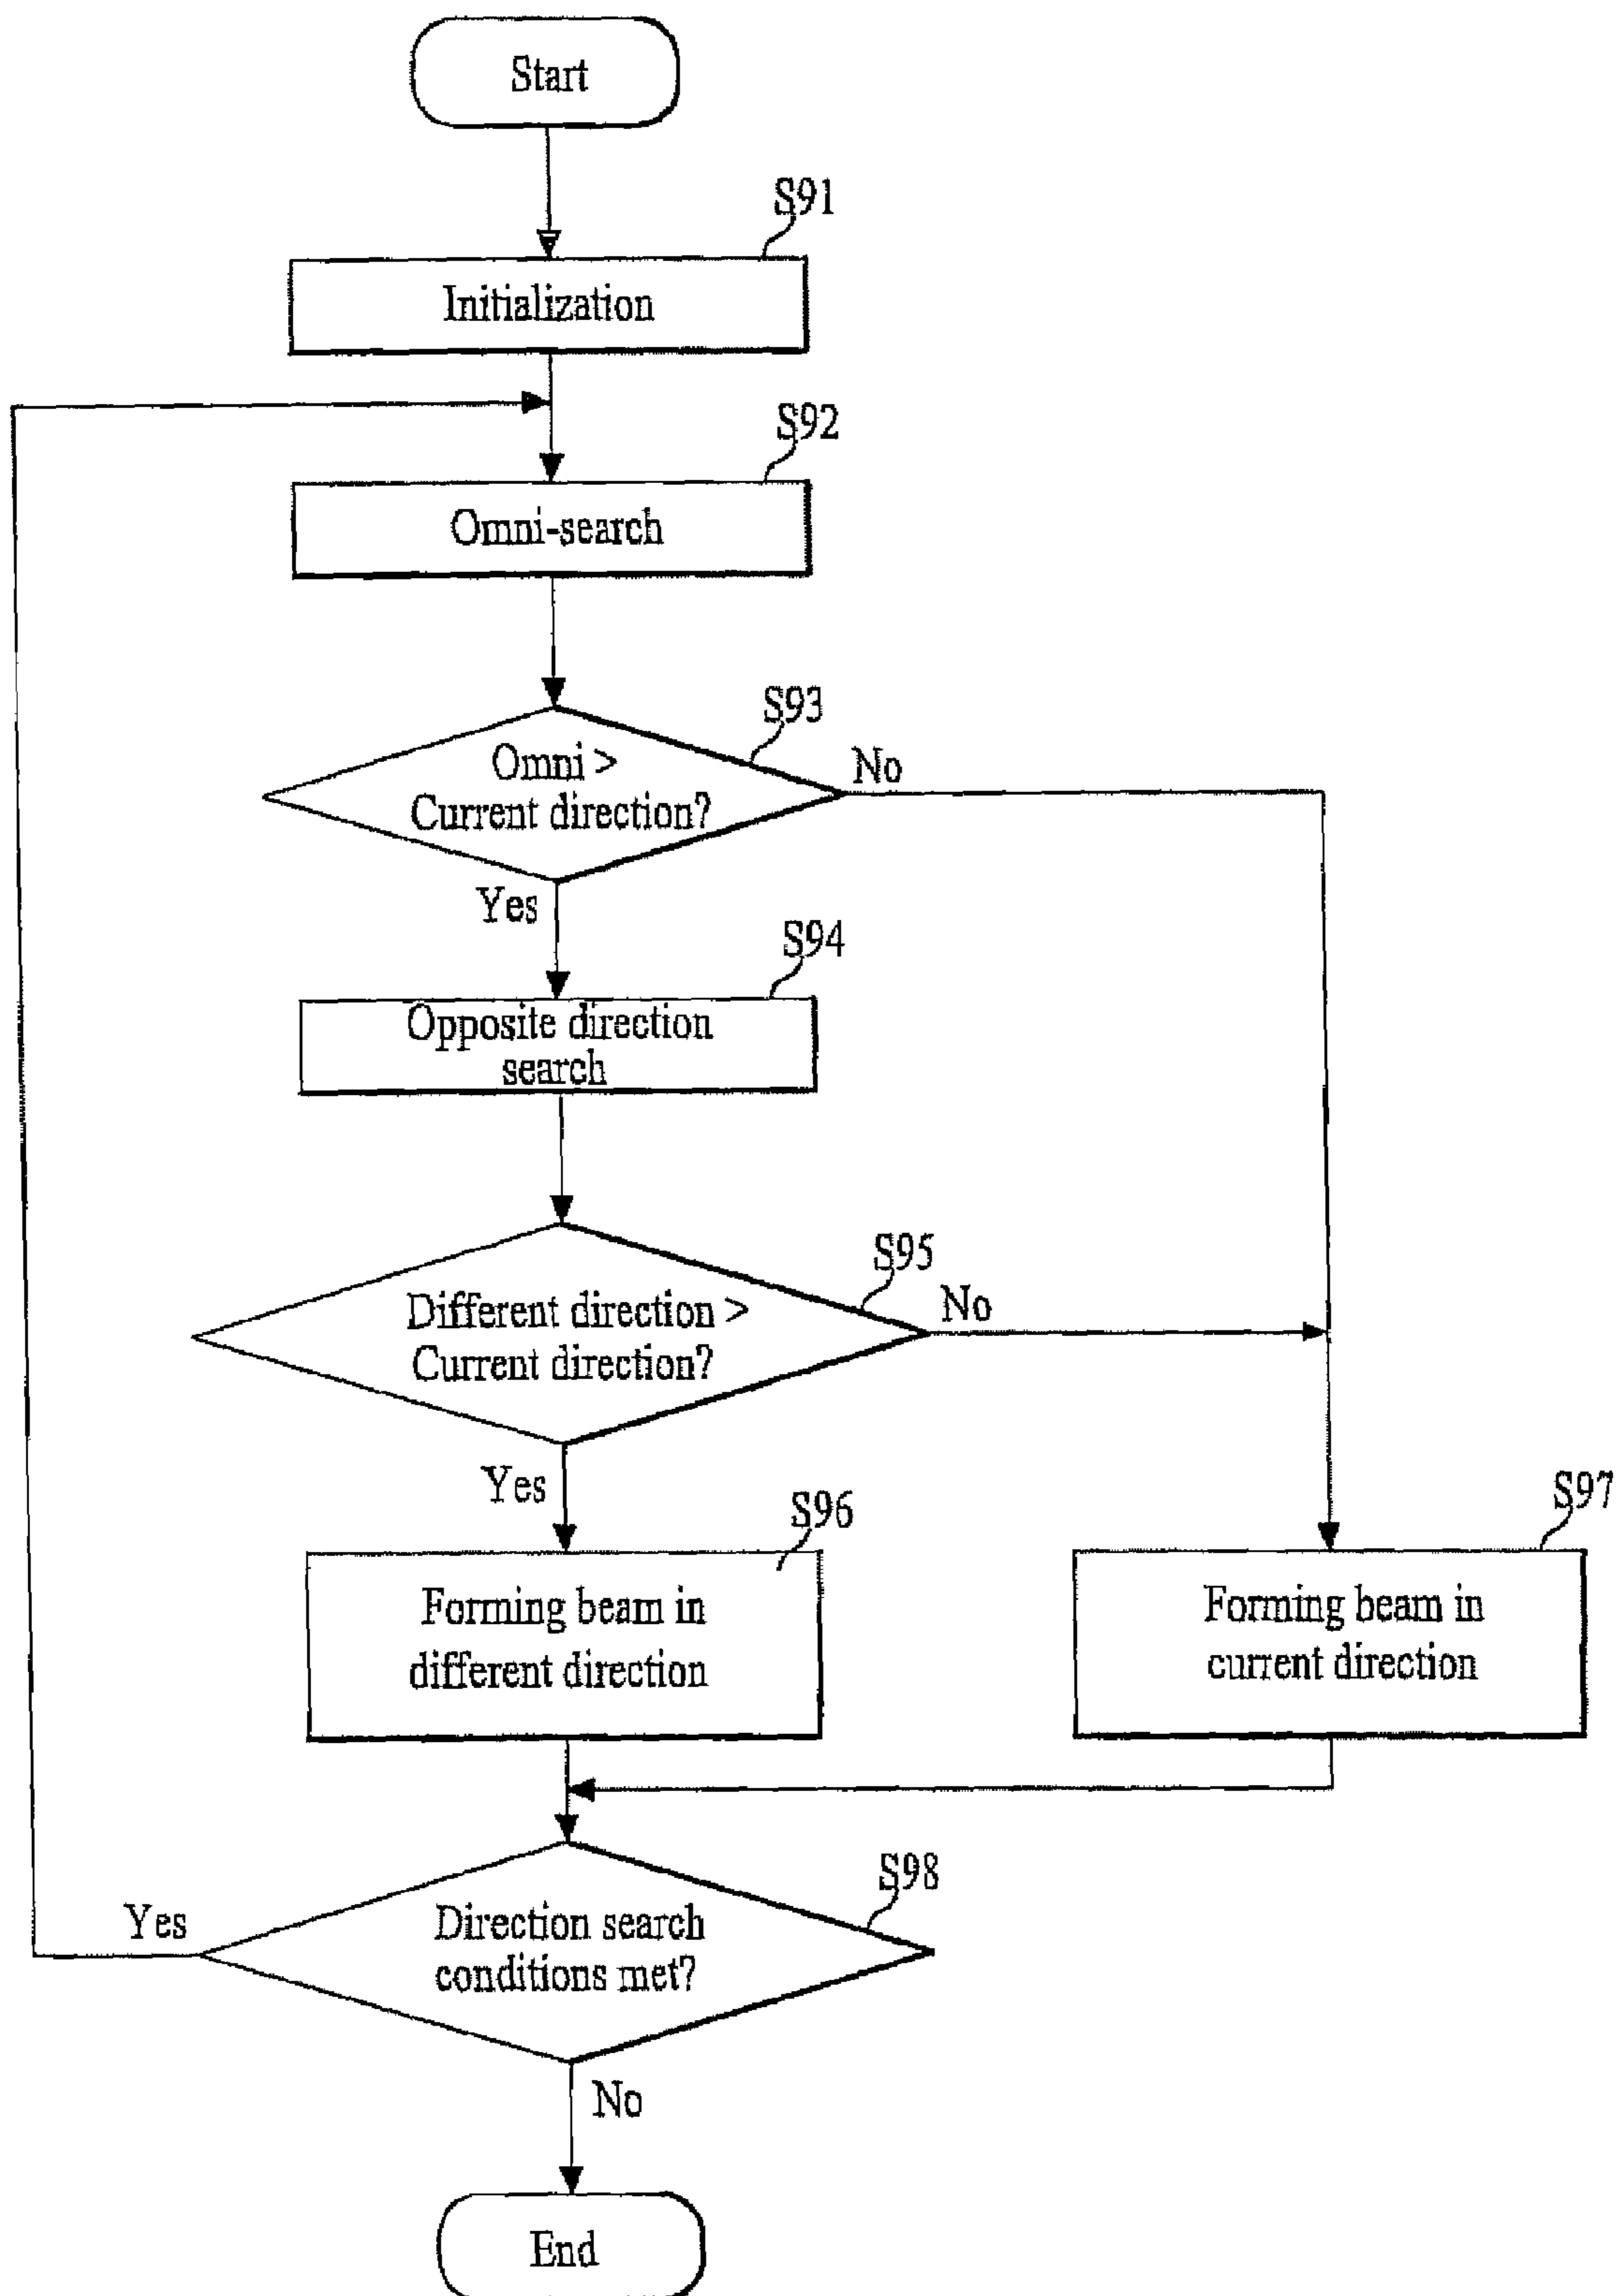 Start
S91
Initialization
S92
Omni-search
S93
Omni >
Current direction?
No
Yes
S94
Opposite direction
search
S95
Different direction >
Current direction?
No
Yes
S96
Forming beam in
different direction
S97
Forming beam in
current direction
S98
Direction search
conditions met?
Yes
No
End